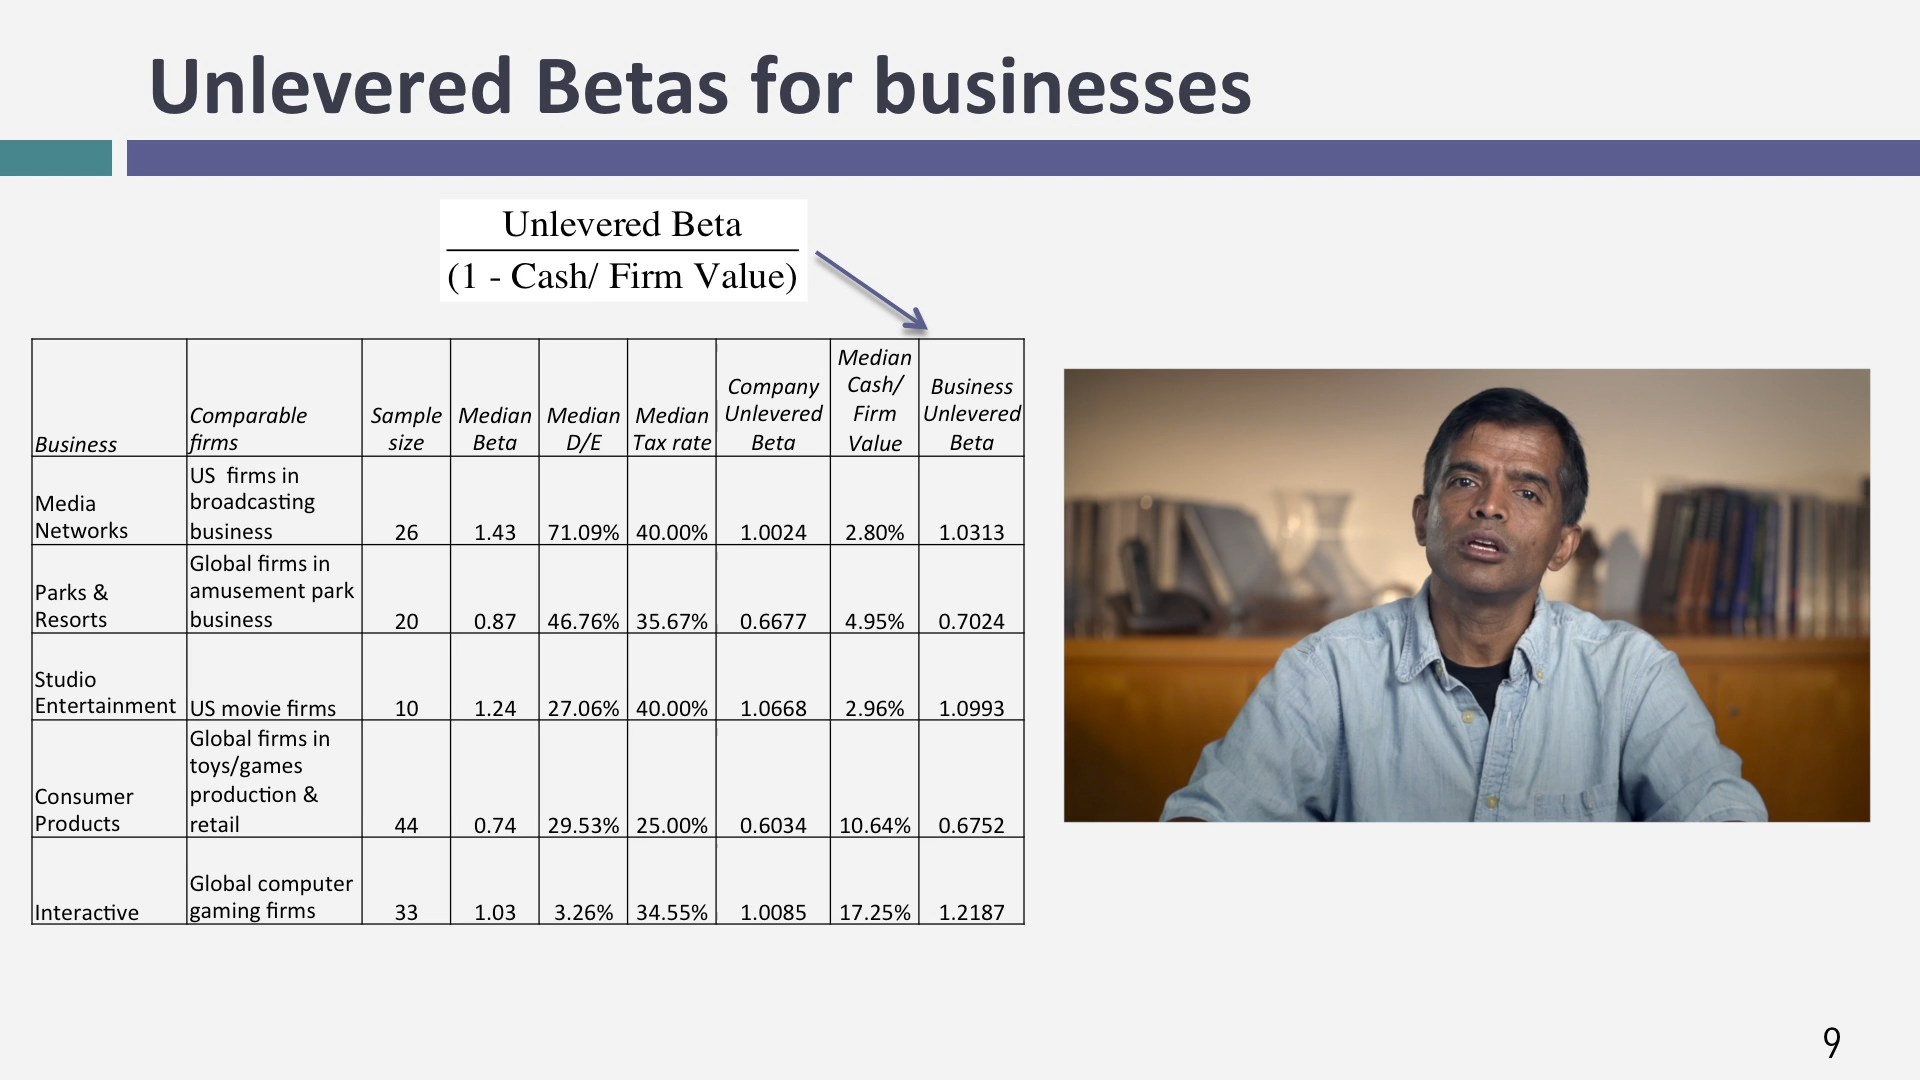 Unlevered Betas for businesses
Unlevered Beta
(1 - Cash/ Firm Value)
Business
Comparable
firms
Sample
size
Median
Beta
Median
D/E
Median
Tax rate
Company
Unlevered
Beta
Median
Cash/
Firm
Value
Business
Unlevered
Beta
Media
Networks
US firms in
broadcasting
business
26
1.43
71.09%
40.00%
1.0024
2.80%
1.0313
Parks &
Resorts
Global firms in
amusement park
business
20
0.87
46.76%
35.67%
0.6677
4.95%
0.7024
Studio
Entertainment
US movie firms
10
1.24
27.06%
40.00%
1.0668
2.96%
1.0993
Consumer
Products
Global firms in
toys/games
production &
retail
44
0.74
29.53%
25.00%
0.6034
10.64%
0.6752
Interactive
Global computer
gaming firms
33
1.03
3.26%
34.55%
1.0085
17.25%
1.2187
9